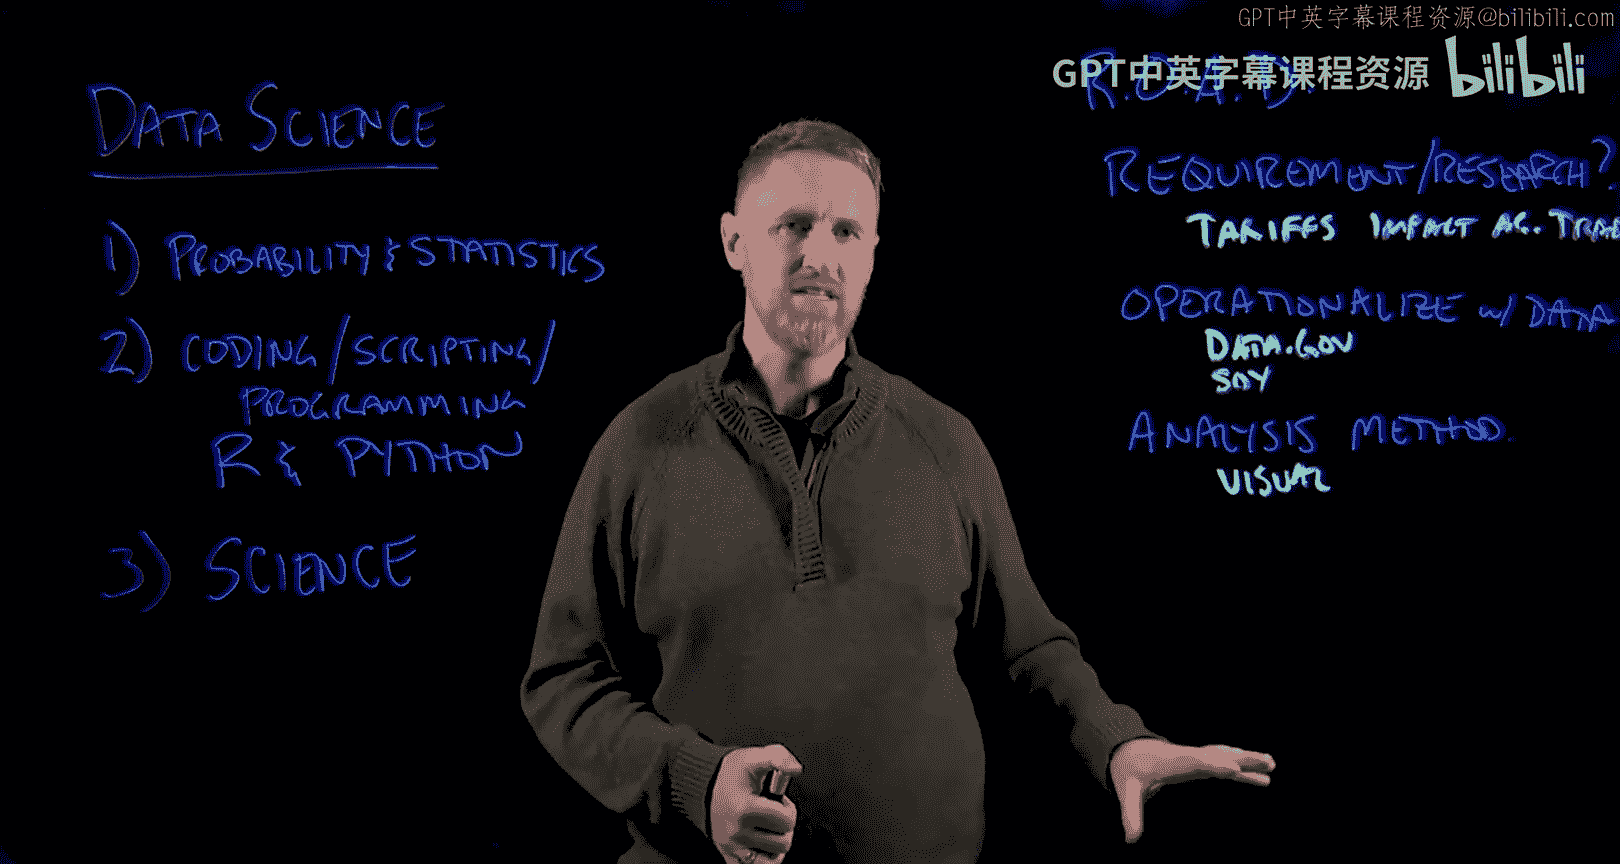 GPT中英字幕课程资源@bilibili.com
GPT中英字幕课程资源 bilibili
DATA SCIENCE
1) PROBABILITY & STATISTICS
2) CODING/SCRIPTING/
PROGRAMMING
R & PYTHON
3) SCIENCE
R.O.A.D.
REQUIREMENT/RESEARCH?
TARIFFS IMPACT AG.
OPERATIONALIZE w/ DATA
DATA.GOV
SOY
ANALYSIS METHOD.
VISUAL